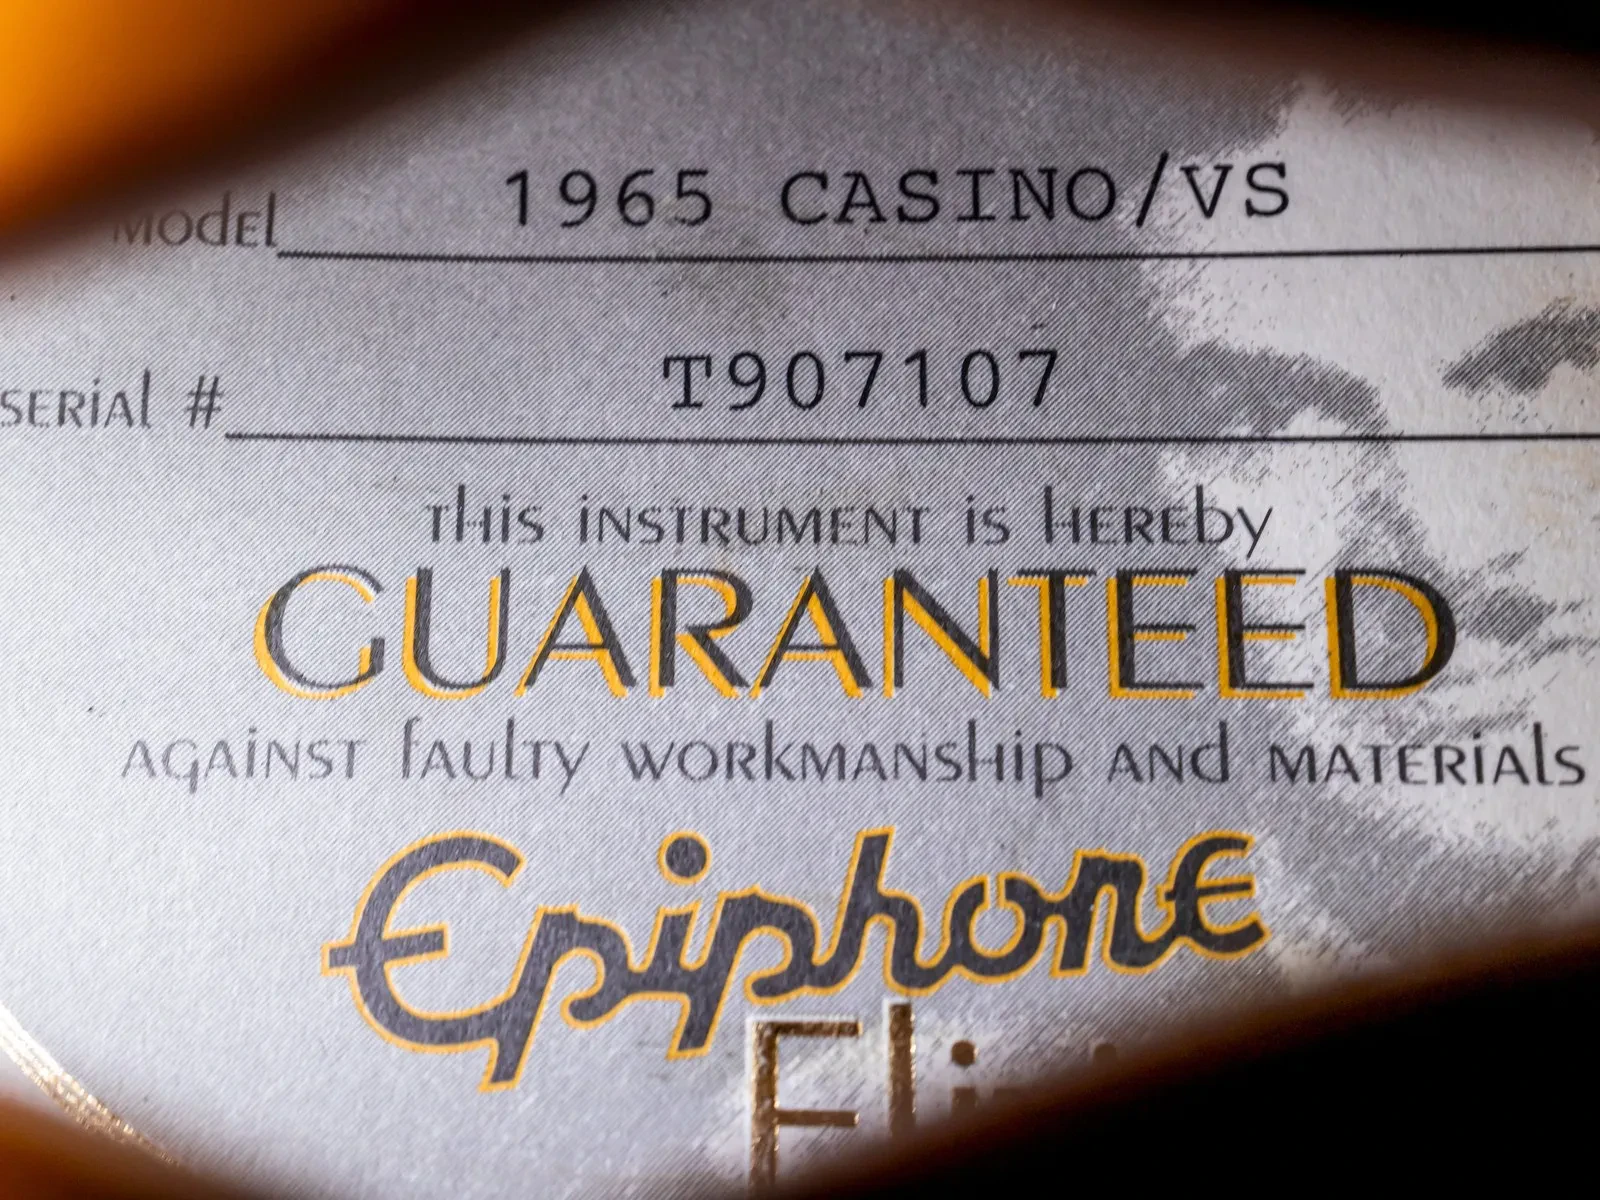 Model 1965 CASINO/VS
SERIAL # T907107
THIS INSTRUMENT IS HEREBY
GUARANTEED
AGAINST FAULTY WORKMANSHIP AND MATERIALS
Epiphone